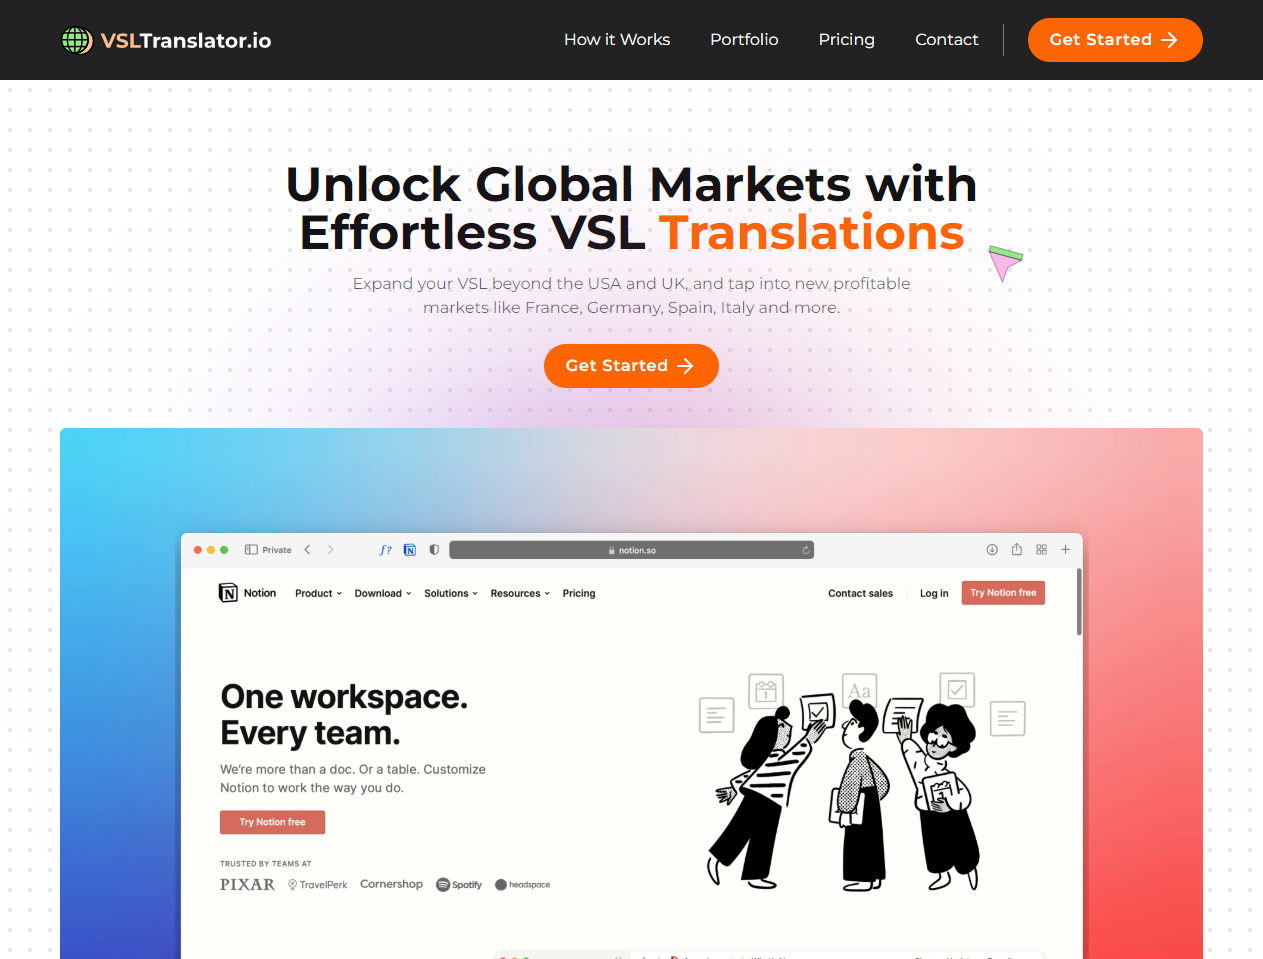 VSLTranslator.io
How it Works
Portfolio
Pricing
Contact
Get Started
Unlock Global Markets with
Effortless VSL Translations
Expand your VSL beyond the USA and UK, and tap into new profitable
markets like France, Germany, Spain, Italy and more.
Get Started
Private
f?
notion.so
Notion
Product
Download
Solutions
Resources
Pricing
Contact sales
Log in
Try Notion free
One workspace.
Every team.
We're more than a doc. Or a table. Customize
Notion to work the way you do.
Try Notion free
1
Aa
TRUSTED BY TEAMS AT
PIXAR
TravelPerk
Cornershop
Spotify
headspace